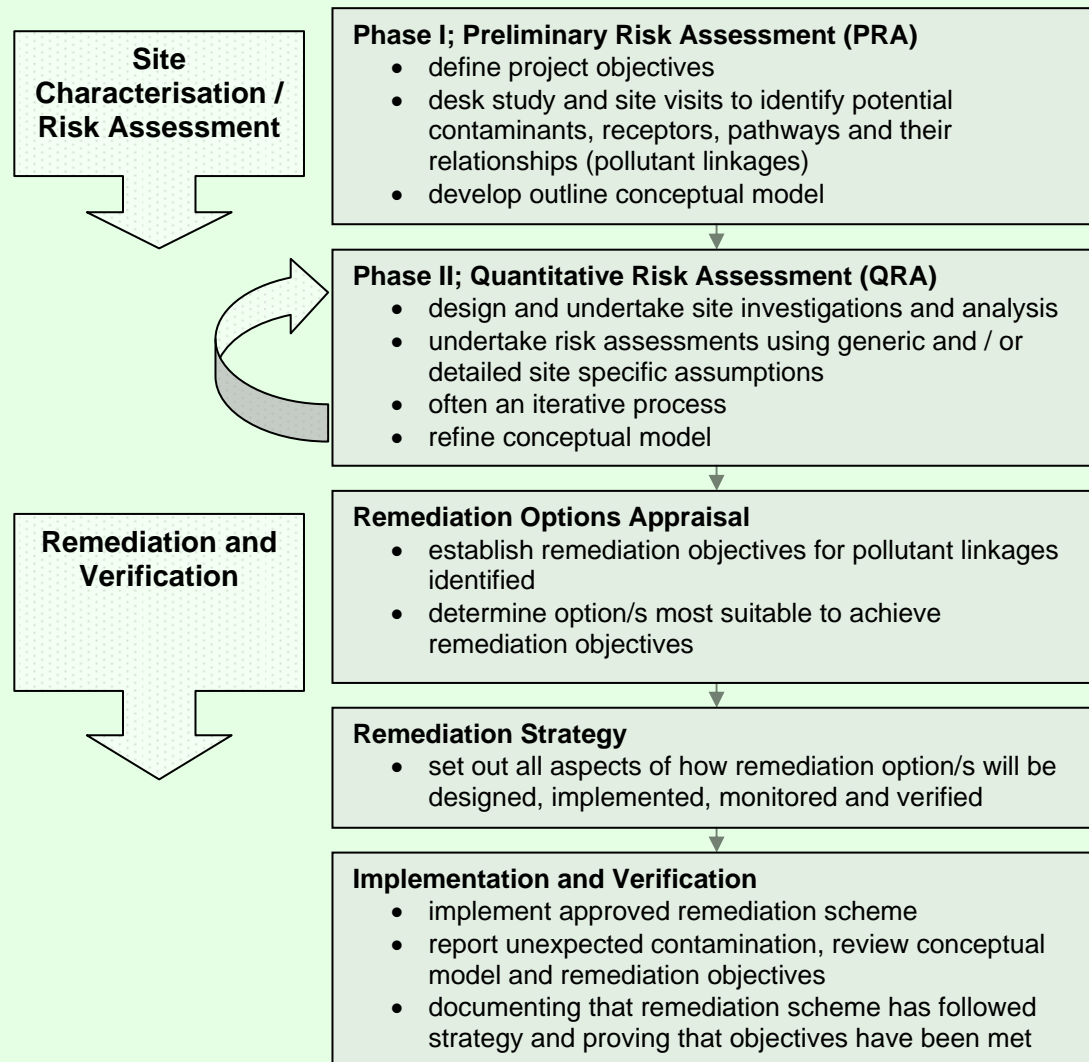 Site
Characterisation /
Risk Assessment
Phase I; Preliminary Risk Assessment (PRA)
• define project objectives
• desk study and site visits to identify potential
contaminants, receptors, pathways and their
relationships (pollutant linkages)
• develop outline conceptual model
Phase II; Quantitative Risk Assessment (QRA)
• design and undertake site investigations and analysis
• undertake risk assessments using generic and / or
detailed site specific assumptions
• often an iterative process
• refine conceptual model
Remediation and
Verification
Remediation Options Appraisal
• establish remediation objectives for pollutant linkages
identified
• determine option/s most suitable to achieve
remediation objectives
Remediation Strategy
• set out all aspects of how remediation option/s will be
designed, implemented, monitored and verified
Implementation and Verification
• implement approved remediation scheme
• report unexpected contamination, review conceptual
model and remediation objectives
• documenting that remediation scheme has followed
strategy and proving that objectives have been met